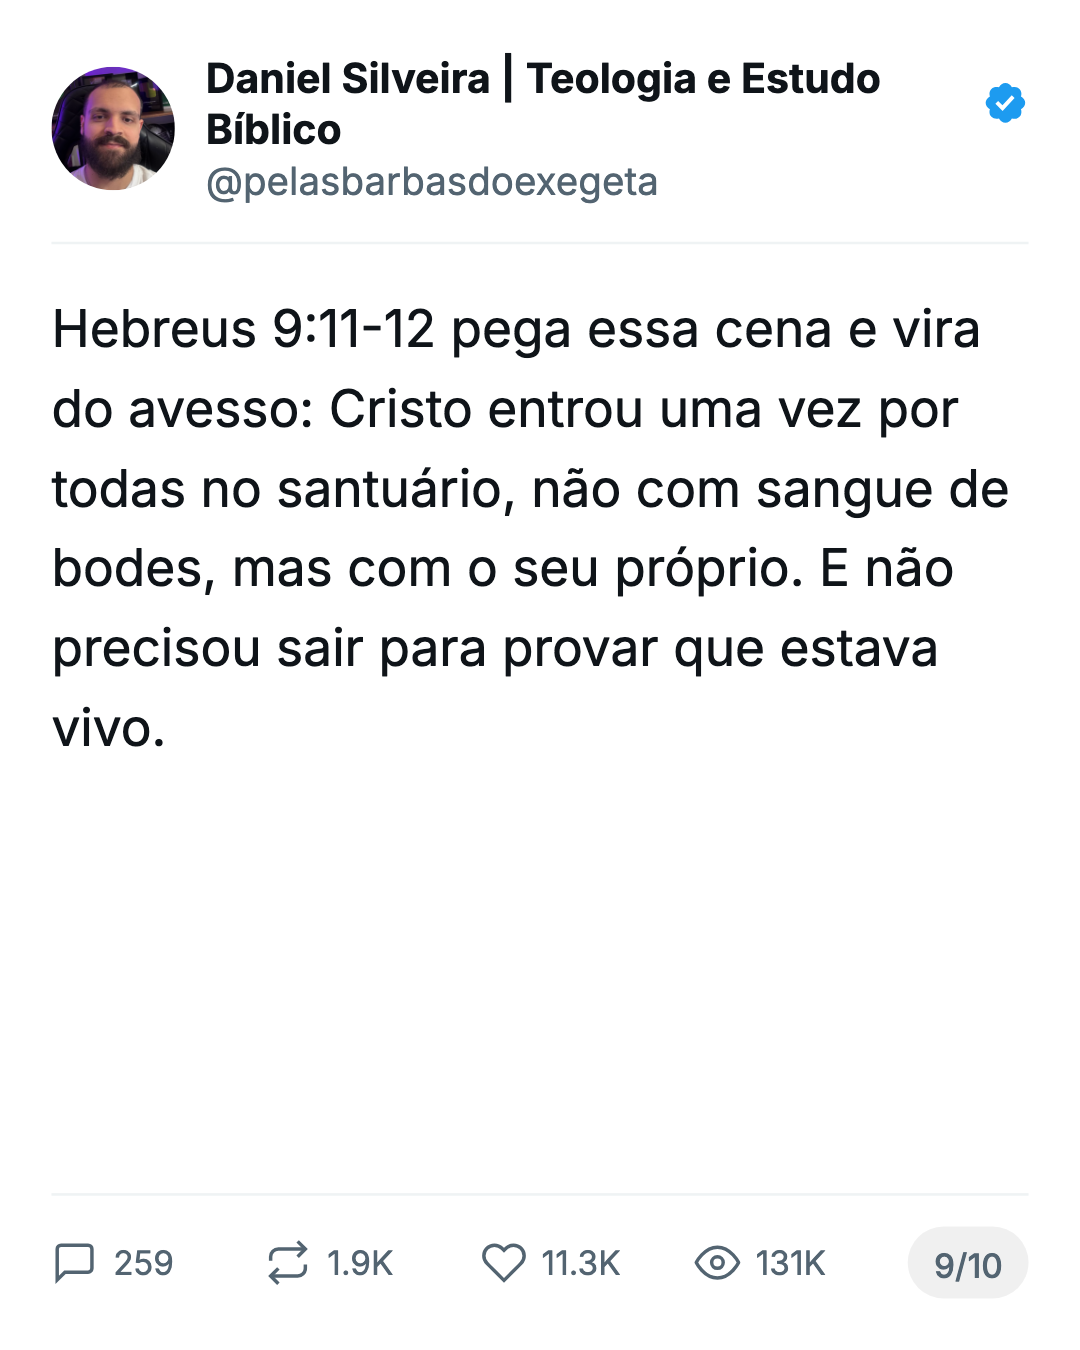 Daniel Silveira | Teologia e Estudo
Bíblico
@pelasbarbasdoexegeta
Hebreus 9:11-12 pega essa cena e vira
do avesso: Cristo entrou uma vez por
todas no santuário, não com sangue de
bodes, mas com o seu próprio. E não
precisou sair para provar que estava
vivo.
259 1.9K 11.3K 131K 9/10